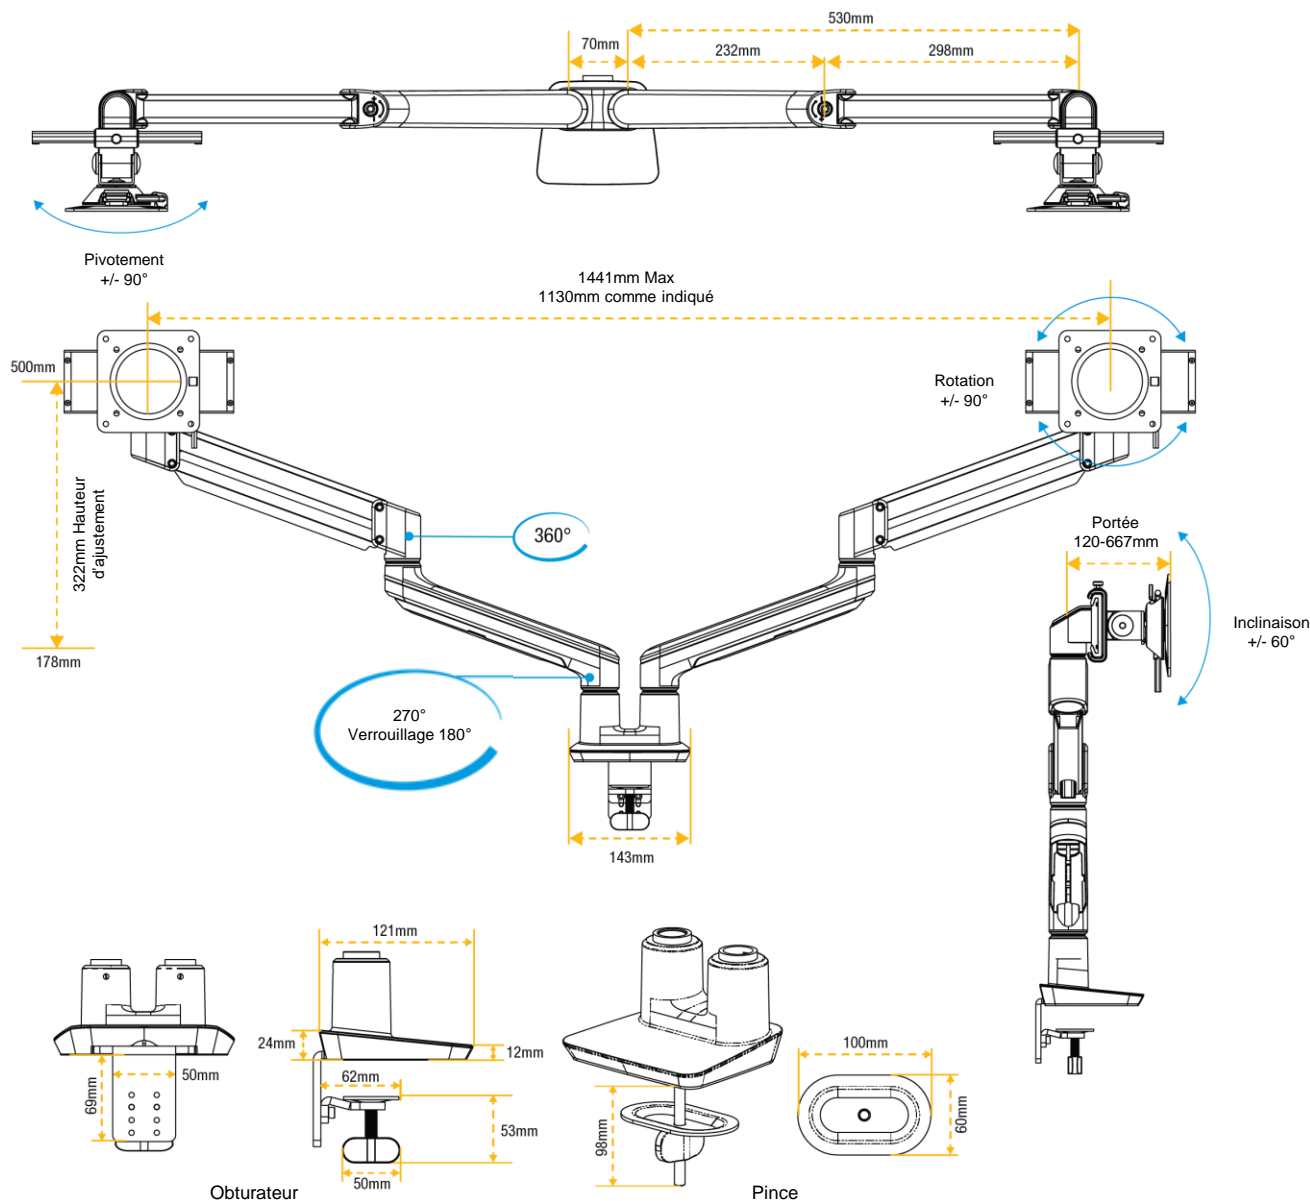 530mm
70mm
232mm
298mm
Pivotement
+/- 90°
1441mm Max
1130mm comme indiqué
500mm
Rotation
+/- 90°
322mm Hauteur
d'ajustement
360°
Portée
120-667mm
Inclinaison
+/- 60°
178mm
270°
Verrouillage 180°
143mm
121mm
24mm
12mm
50mm
69mm
62mm
53mm
50mm
98mm
100mm
60mm
Obturateur
Pince